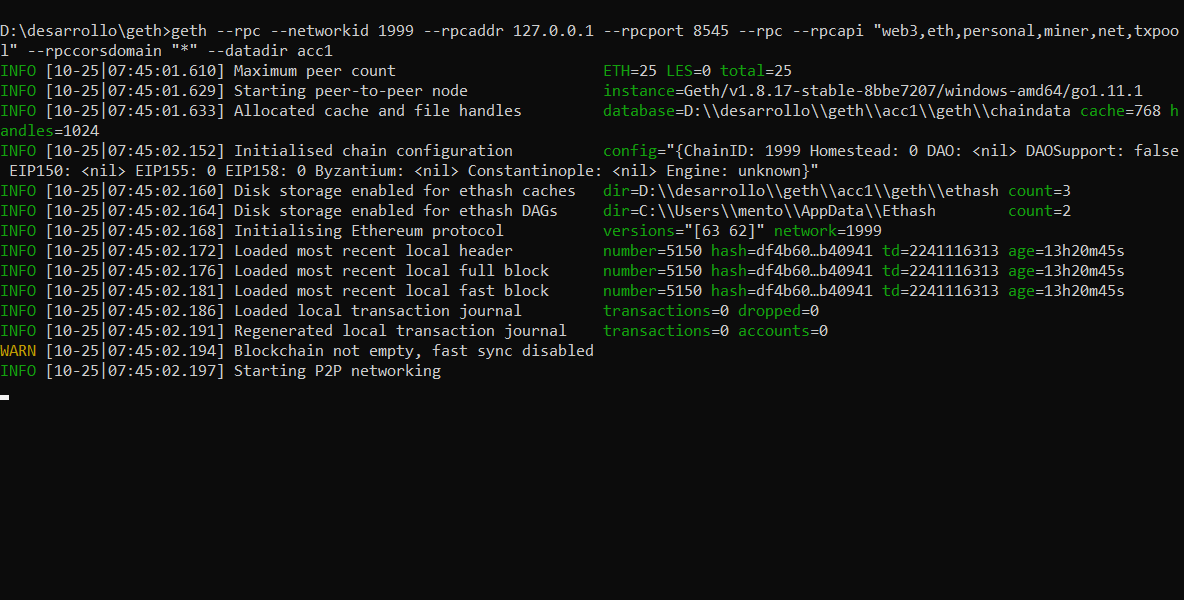 D:\desarrollo\geth>geth --rpc --networkid 1999 --rpcaddr 127.0.0.1 --rpcport 8545 --rpc --rpcapi "web3,eth,personal,miner,net,txpoo
l" --rpccorsdomain "*" --datadir acc1
INFO [10-25|07:45:01.610] Maximum peer count                       ETH=25 LES=0 total=25
INFO [10-25|07:45:01.629] Starting peer-to-peer node               instance=Geth/v1.8.17-stable-8bbe7207/windows-amd64/go1.11.1
INFO [10-25|07:45:01.633] Allocated cache and file handles         database=D:\\desarrollo\\geth\\acc1\\geth\\chaindata cache=768 h
andles=1024
INFO [10-25|07:45:02.152] Initialised chain configuration          config="{ChainID: 1999 Homestead: 0 DAO: <nil> DAOSupport: false
 EIP150: <nil> EIP155: 0 EIP158: 0 Byzantium: <nil> Constantinople: <nil> Engine: unknown}"
INFO [10-25|07:45:02.160] Disk storage enabled for ethash caches   dir=D:\\desarrollo\\geth\\acc1\\geth\\ethash count=3
INFO [10-25|07:45:02.164] Disk storage enabled for ethash DAGs     dir=C:\\Users\\mento\\AppData\\Ethash        count=2
INFO [10-25|07:45:02.168] Initialising Ethereum protocol           versions="[63 62]" network=1999
INFO [10-25|07:45:02.172] Loaded most recent local header          number=5150 hash=df4b60…b40941 td=2241116313 age=13h20m45s
INFO [10-25|07:45:02.176] Loaded most recent local full block      number=5150 hash=df4b60…b40941 td=2241116313 age=13h20m45s
INFO [10-25|07:45:02.181] Loaded most recent local fast block      number=5150 hash=df4b60…b40941 td=2241116313 age=13h20m45s
INFO [10-25|07:45:02.186] Loaded local transaction journal         transactions=0 dropped=0
INFO [10-25|07:45:02.191] Regenerated local transaction journal    transactions=0 accounts=0
WARN [10-25|07:45:02.194] Blockchain not empty, fast sync disabled
INFO [10-25|07:45:02.197] Starting P2P networking